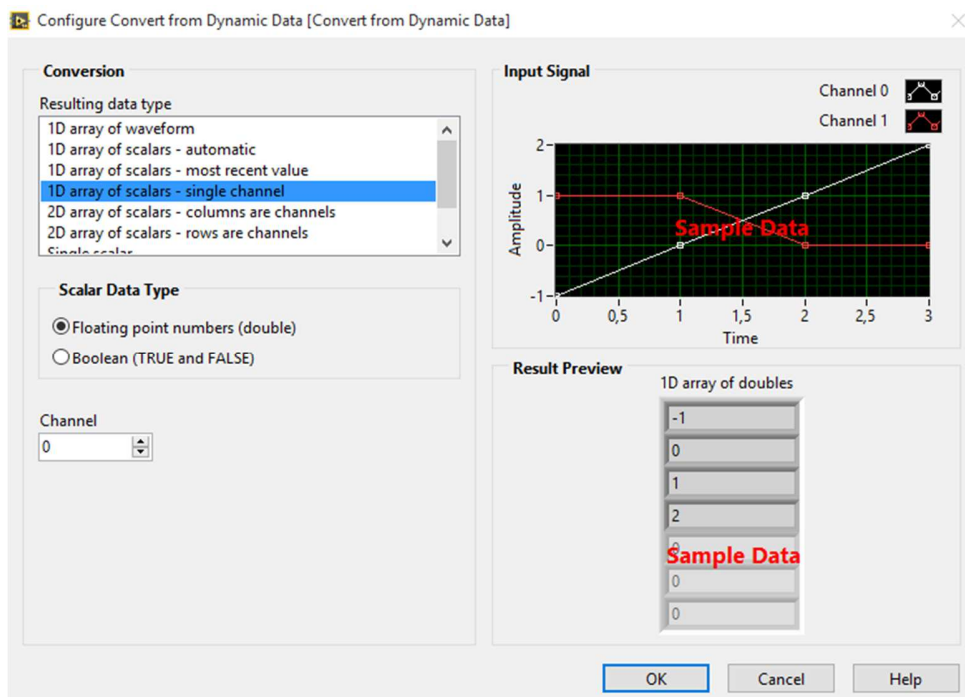 Configure Convert from Dynamic Data [Convert from Dynamic Data]
Conversion
Resulting data type
1D array of waveform
1D array of scalars - automatic
1D array of scalars - most recent value
1D array of scalars - single channel
2D array of scalars - columns are channels
2D array of scalars - rows are channels
Single scalar
Scalar Data Type
Floating point numbers (double)
Boolean (TRUE and FALSE)
Channel
0
Input Signal
Channel 0
Channel 1
2
1
0
-1
Amplitude
Sample Data
0 0,5 1 1,5 2 2,5 3
Time
Result Preview
1D array of doubles
-1
0
1
2
0
Sample Data
0
0
OK Cancel Help